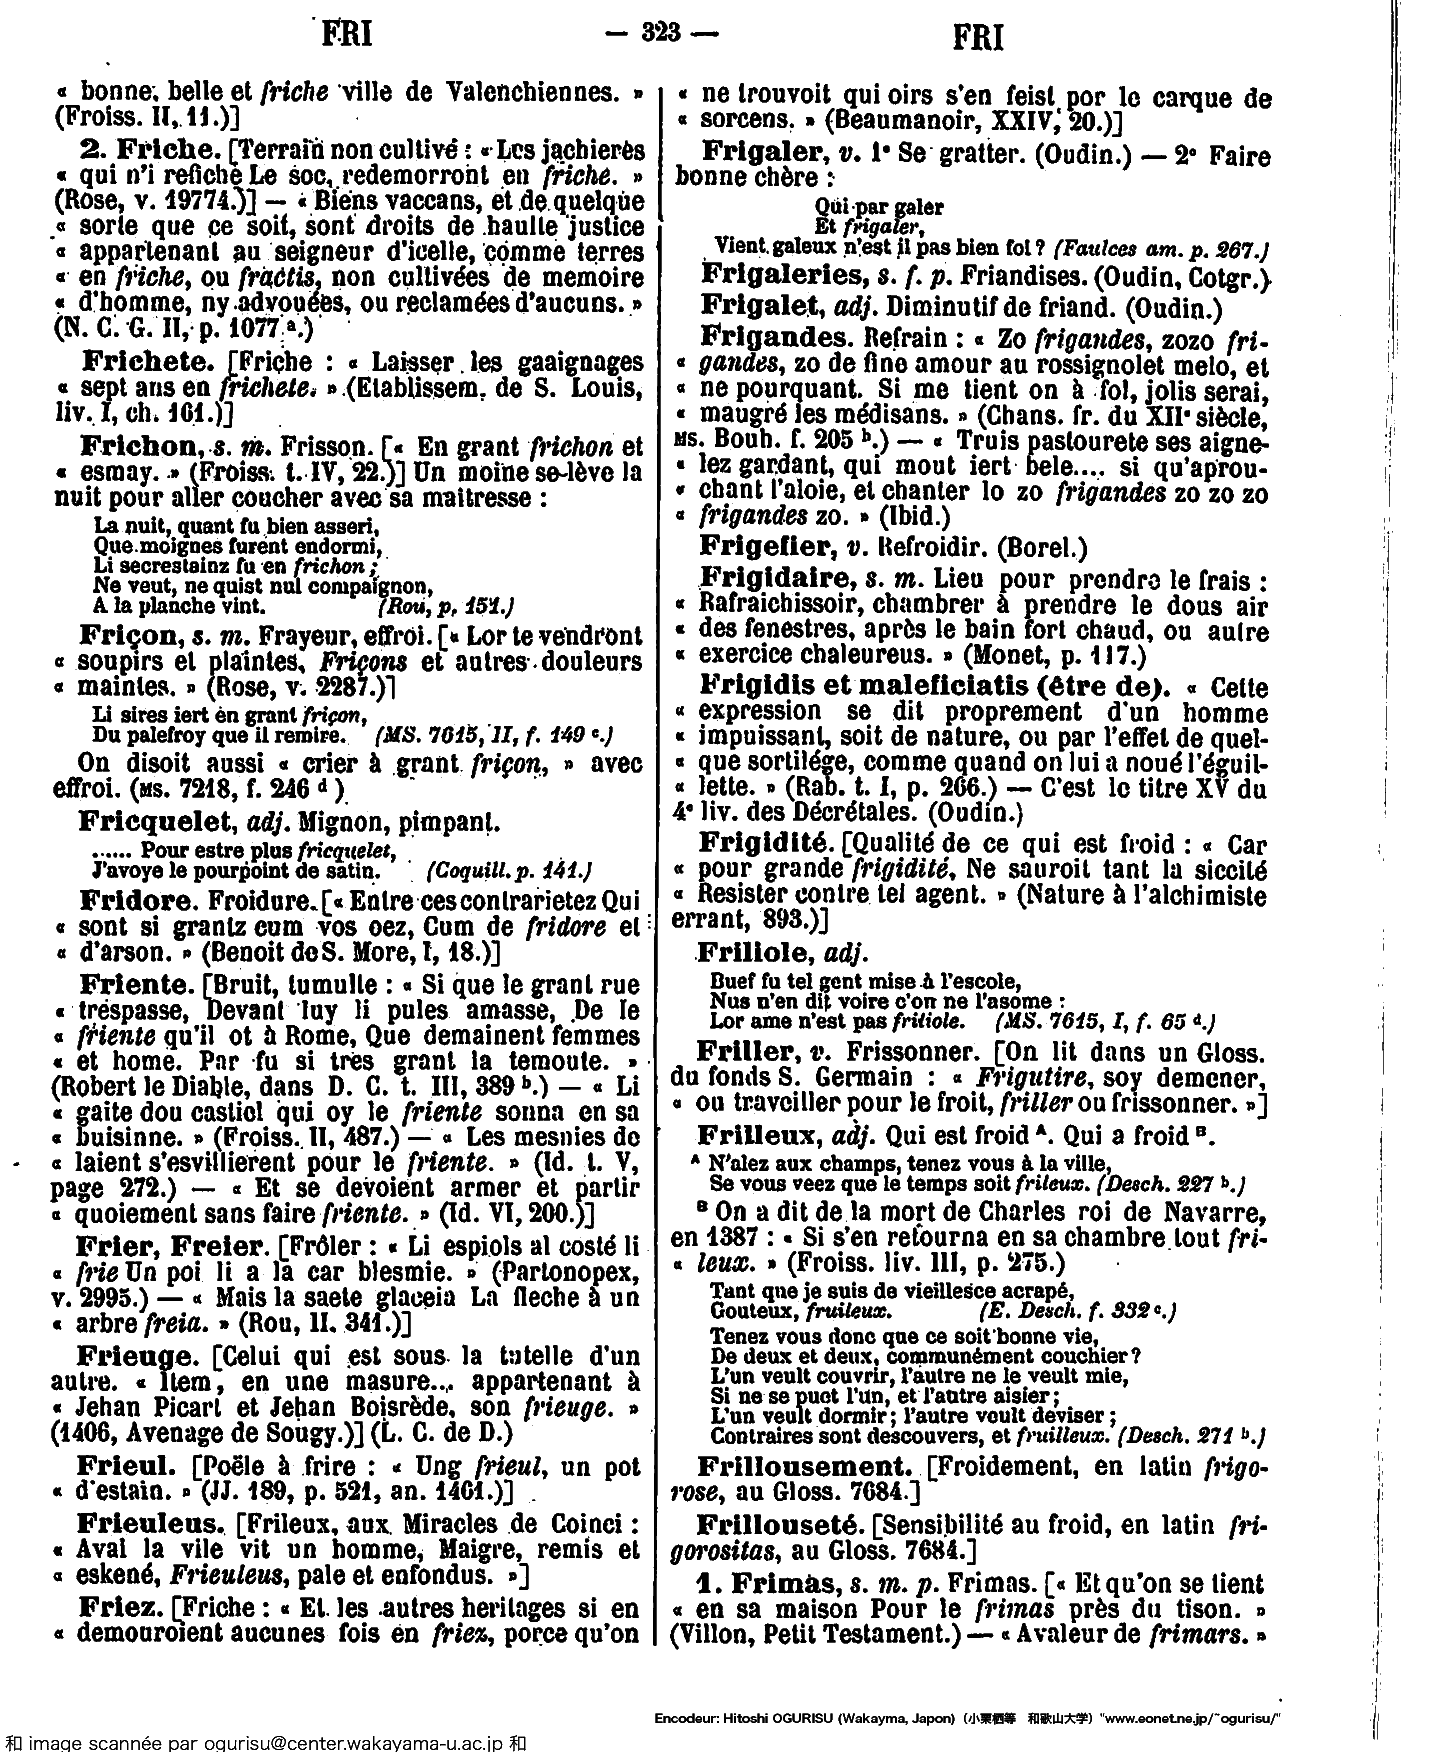 FRI
— 323 —
FRI
« bonne, belle et friche ville de Valenchiennes. »
(Froiss. II, 11.)]
2. Friche. [Terrain non cultivé : « Les jachierès
« qui n'i refiche Le soc, redemorront en friche. »
(Rose, v. 19774.)] — « Biens vaccans, et de quelque
« sorte que ce soit, sont droits de haulte justice
« appartenant au seigneur d'icelle, comme terres
« en friche, ou fractis, non cultivées de memoire
« d'homme, ny advouées, ou reclamées d'aucuns. »
(N. C. G. II, p. 1077 a.)
Frichete. [Friche : « Laisser les gaaignages
« sept ans en frichete. » (Etablissem. de S. Louis,
liv. I, ch. 161.)]
Frichon, s. m. Frisson. [« En grant frichon et
« esmay. » (Froiss. t. IV, 22.)] Un moine se lève la
nuit pour aller coucher avec sa maitresse :
La nuit, quant fu bien asseri,
Que moignes furent endormi,
Li secrestainz fu en frichon ;
Ne veut, ne quist nul compaignon,
A la planche vint. (Rou, p. 151.)
Friçon, s. m. Frayeur, effroi. [« Lor te vendront
« soupirs et plaintes, Friçons et autres douleurs
« maintes. » (Rose, v. 2287.)]
Li sires iert en grant friçon,
Du palefroy que il remire. (MS. 7615, II, f. 149 c.)
On disoit aussi « crier à grant friçon, » avec
effroi. (MS. 7218, f. 246 d )
Fricquelet, adj. Mignon, pimpant.
...... Pour estre plus fricquelet,
J'avoye le pourpoint de satin. (Coquill. p. 141.)
Fridore. Froidure. [« Entre ces contrarietez Qui
« sont si grantz cum vos oez, Cum de fridore et
« d'arson. » (Benoit de S. More, I, 18.)]
Friente. [Bruit, tumulte : « Si que le grant rue
« trespasse, Devant luy li pules amasse, De le
« friente qu'il ot à Rome, Que demainent femmes
« et home. Par fu si tres grant la temoute. »
(Robert le Diable, dans D. C. t. III, 389 b.) — « Li
« gaite dou castiol qui oy le friente sonna en sa
« buisinne. » (Froiss. II, 487.) — « Les mesnies de
« laient s'esvillierent pour le friente. » (Id. t. V,
page 272.) — « Et se devoient armer et partir
« quoiement sans faire friente. » (Id. VI, 200.)]
Frier, Freier. [Frôler : « Li espiols al costé li
« frie Un poi li a la car blesmie. » (Partonopex,
v. 2995.) — « Mais la saete glaceia La fleche à un
« arbre freia. » (Rou, II. 341.)]
Frieuge. [Celui qui est sous la tutelle d'un
autre. « Item, en une masure... appartenant à
« Jehan Picart et Jehan Boisrède, son frieuge. »
(1406, Avenage de Sougy.)] (L. C. de D.)
Frieul. [Poële à frire : « Ung frieul, un pot
« d'estain. » (JJ. 189, p. 521, an. 1461.)]
Frieuleus. [Frileux, aux Miracles de Coinci :
« Aval la vile vit un homme, Maigre, remis et
« eskené, Frieuleus, pale et enfondus. »]
Friez. [Friche : « Et les autres heritages si en
« demouroient aucunes fois en friez, porce qu'on
« ne trouvoit qui oirs s'en feist por le carque de
« sorcens. » (Beaumanoir, XXIV, 20.)]
Frigaler, v. 1° Se gratter. (Oudin.) — 2° Faire
bonne chère :
Qui par galer
Et frigaler,
Vient galeux n'est il pas bien fol ? (Faulces am. p. 267.)
Frigaleries, s. f. p. Friandises. (Oudin, Cotgr.)
Frigalet, adj. Diminutif de friand. (Oudin.)
Frigandes. Refrain : « Zo frigandes, zozo fri-
« gandes, zo de fine amour au rossignolet melo, et
« ne pourquant. Si me tient on à fol, jolis serai,
« maugré les médisans. » (Chans. fr. du XIIe siècle,
MS. Bouh. f. 205 b.) — « Truis pastourete ses aigne-
« lez gardant, qui mout iert bele.... si qu'aprou-
« chant l'aloie, et chanter lo zo frigandes zo zo zo
« frigandes zo. » (Ibid.)
Frigefier, v. Refroidir. (Borel.)
Frigidaire, s. m. Lieu pour prendre le frais :
« Rafraichissoir, chambrer à prendre le dous air
« des fenestres, après le bain fort chaud, ou autre
« exercice chaleureus. » (Monet, p. 117.)
Frigidis et maleficiatis (être de). « Cette
« expression se dit proprement d'un homme
« impuissant, soit de nature, ou par l'effet de quel-
« que sortilége, comme quand on lui a noué l'éguil-
« lette. » (Rab. t. I, p. 266.) — C'est le titre XV du
4e liv. des Décrétales. (Oudin.)
Frigidité. [Qualité de ce qui est froid : « Car
« pour grande frigidité, Ne sauroit tant la siccité
« Resister contre tel agent. » (Nature à l'alchimiste
errant, 893.)]
Friliole, adj.
Buef fu tel gent mise à l'escole,
Nus n'en dit voire c'on ne l'asome :
Lor ame n'est pas friliole. (MS. 7615, I, f. 65 d.)
Friller, v. Frissonner. [On lit dans un Gloss.
du fonds S. Germain : « Frigutire, soy demener,
« ou travciller pour le froit, friller ou frissonner. »]
Frilleux, adj. Qui est froid A. Qui a froid B.
A N'alez aux champs, tenez vous à la ville,
Se vous veez que le temps soit frileux. (Desch. 227 b.)
B On a dit de la mort de Charles roi de Navarre,
en 1387 : « Si s'en retourna en sa chambre tout fri-
« leux. » (Froiss. liv. III, p. 275.)
Tant que je suis de vieillesce acrapé,
Gouteux, fruileux. (E. Desch. f. 332 c.)
Tenez vous donc que ce soit bonne vie,
De deux et deux, communément couchier ?
L'un veult couvrir, l'autre ne le veult mie,
Si ne se puet l'un, et l'autre aisier ;
L'un veult dormir ; l'autre veult deviser ;
Contraires sont descouvers, et fruilleux. (Desch. 271 b.)
Frillousement. [Froidement, en latin frigo-
rose, au Gloss. 7684.]
Frillouseté. [Sensibilité au froid, en latin fri-
gorositas, au Gloss. 7684.]
1. Frimas, s. m. p. Frimas. [« Et qu'on se tient
« en sa maison Pour le frimas près du tison. »
(Villon, Petit Testament.) — « Avaleur de frimars. »
Encodeur: Hitoshi OGURISU (Wakayma, Japon) (小栗栖等 和歌山大学) "www.eonet.ne.jp/~ogurisu/"
和 image scannée par ogurisu@center.wakayama-u.ac.jp 和